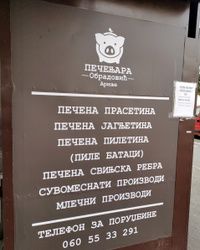 ПЕЧЕЊАРА
Обрадовић
Ариље
ПЕЧЕНА ПРАСЕТИНА
ПЕЧЕНА ЈАГЊЕТИНА
ПЕЧЕНА ПИЛЕТИНА
(ПИЛЕ БАТАЦИ)
ПЕЧЕНА СВИЊСКА РЕБРА
СУВОМЕСНАТИ ПРОИЗВОДИ
МЛЕЧНИ ПРОИЗВОДИ
ТЕЛЕФОН ЗА ПОРУЏБИНЕ
060 55 33 291